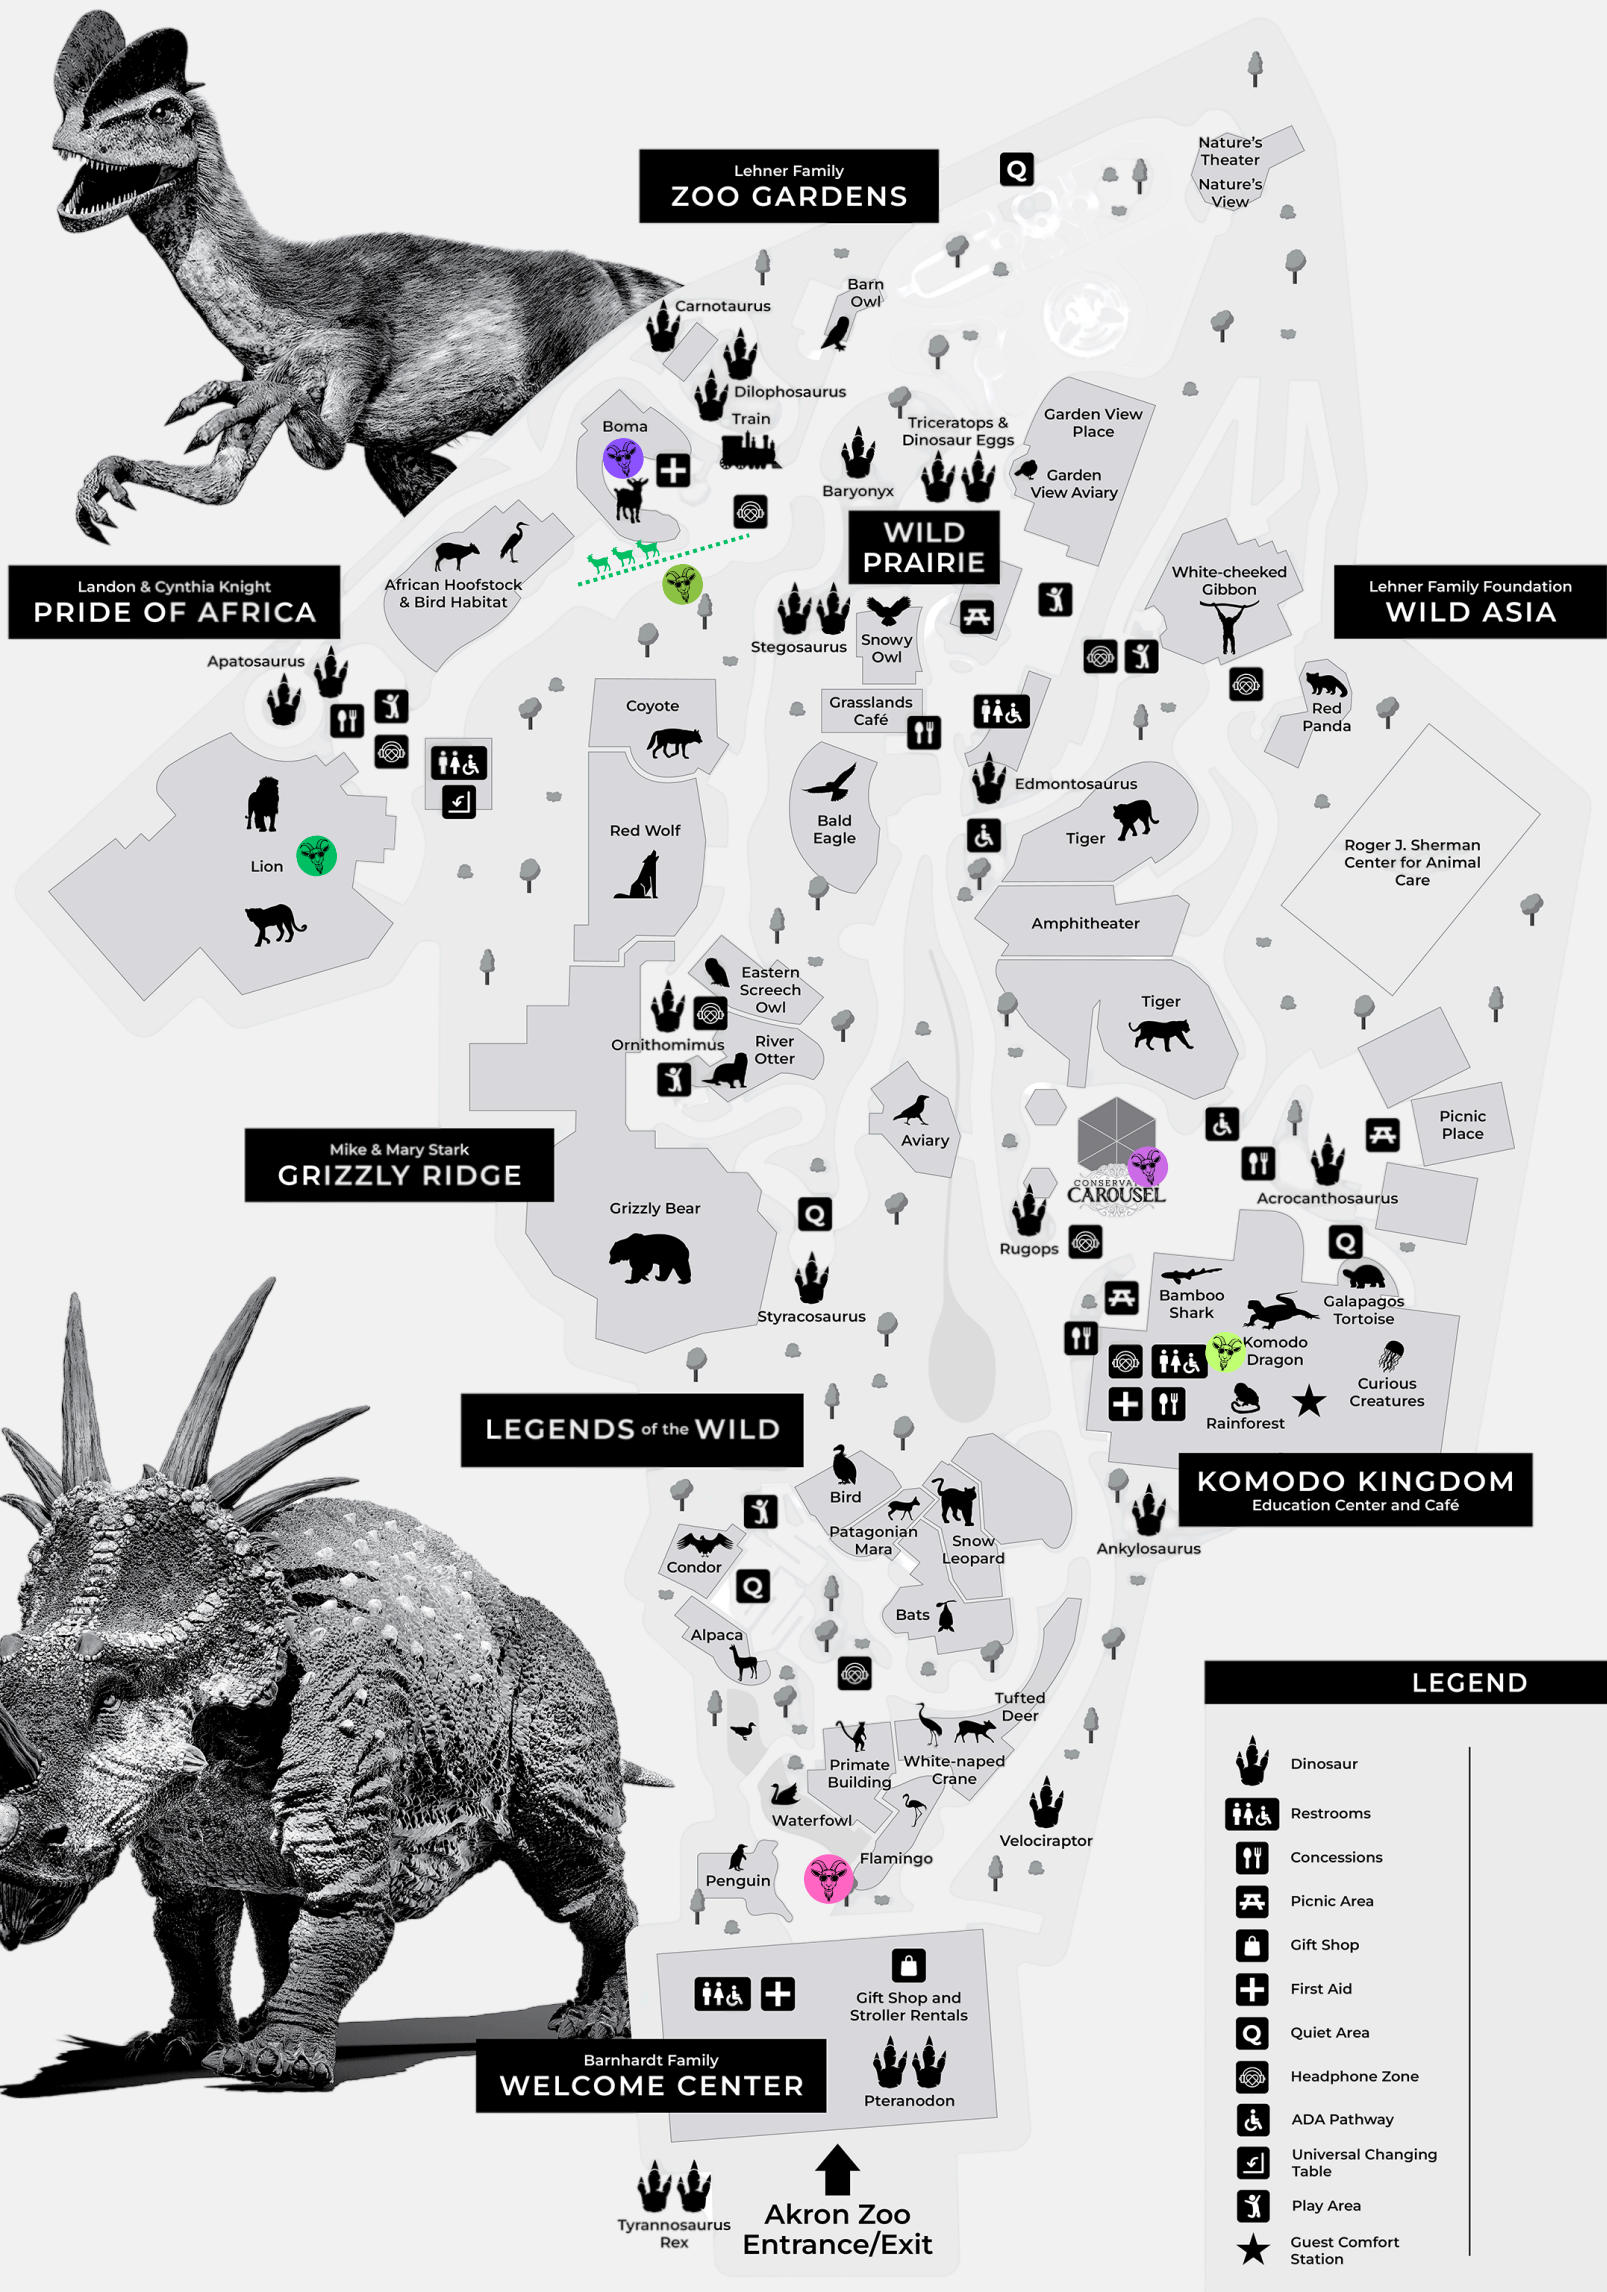 Lehner Family
ZOO GARDENS
Q
Nature's
Theater
Nature's
View
Barn
Owl
Carnotaurus
Dilophosaurus
Train
Boma
Triceratops &
Dinosaur Eggs
Baryonyx
Garden View
Place
Garden
View Aviary
WILD
PRAIRIE
African Hoofstock
& Bird Habitat
Landon & Cynthia Knight
PRIDE OF AFRICA
White-cheeked
Gibbon
Lehner Family Foundation
WILD ASIA
Apatosaurus
Stegosaurus
Snowy
Owl
Coyote
Grasslands
Café
Red
Panda
Edmontosaurus
Lion
Red Wolf
Bald
Eagle
Tiger
Roger J. Sherman
Center for Animal
Care
Amphitheater
Eastern
Screech
Owl
Ornithomimus
River
Otter
Tiger
Aviary
Picnic
Place
Mike & Mary Stark
GRIZZLY RIDGE
CAROUSEL
Acrocanthosaurus
Grizzly Bear
Q
Rugops
Q
Styracosaurus
Bamboo
Shark
Galapagos
Tortoise
Komodo
Dragon
Curious
Creatures
Rainforest
LEGENDS of the WILD
KOMODO KINGDOM
Education Center and Café
Bird
Patagonian
Mara
Snow
Leopard
Ankylosaurus
Condor
Q
Bats
Alpaca
Tufted
Deer
Primate
Building
White-naped
Crane
Waterfowl
Velociraptor
Flamingo
Penguin
Gift Shop and
Stroller Rentals
Barnhardt Family
WELCOME CENTER
Pteranodon
Tyrannosaurus
Rex
Akron Zoo
Entrance/Exit
LEGEND
Dinosaur
Restrooms
Concessions
Picnic Area
Gift Shop
First Aid
Q
Quiet Area
Headphone Zone
ADA Pathway
Universal Changing
Table
Play Area
Guest Comfort
Station